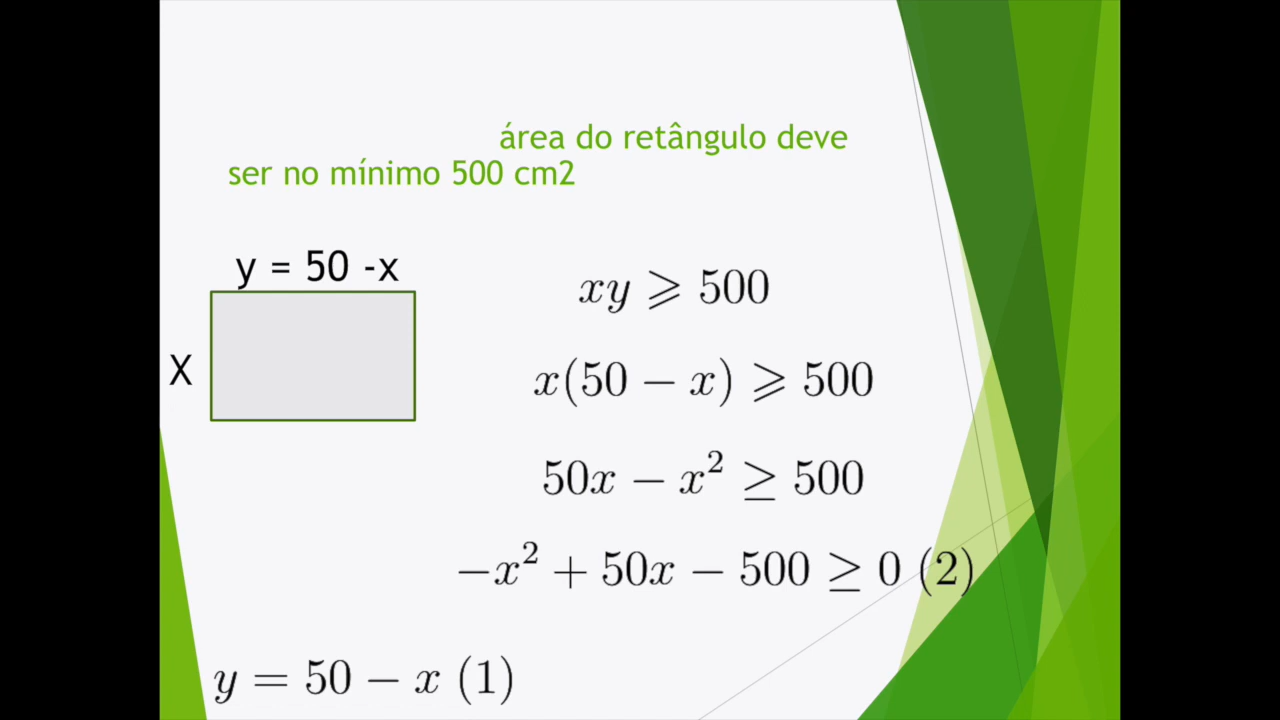 área do retângulo deve
ser no mínimo 500 cm2
y = 50 -x
X
xy ⩾ 500
x(50 − x) ⩾ 500
50x − x² ≥ 500
−x² + 50x − 500 ≥ 0 (2)
y = 50 − x (1)